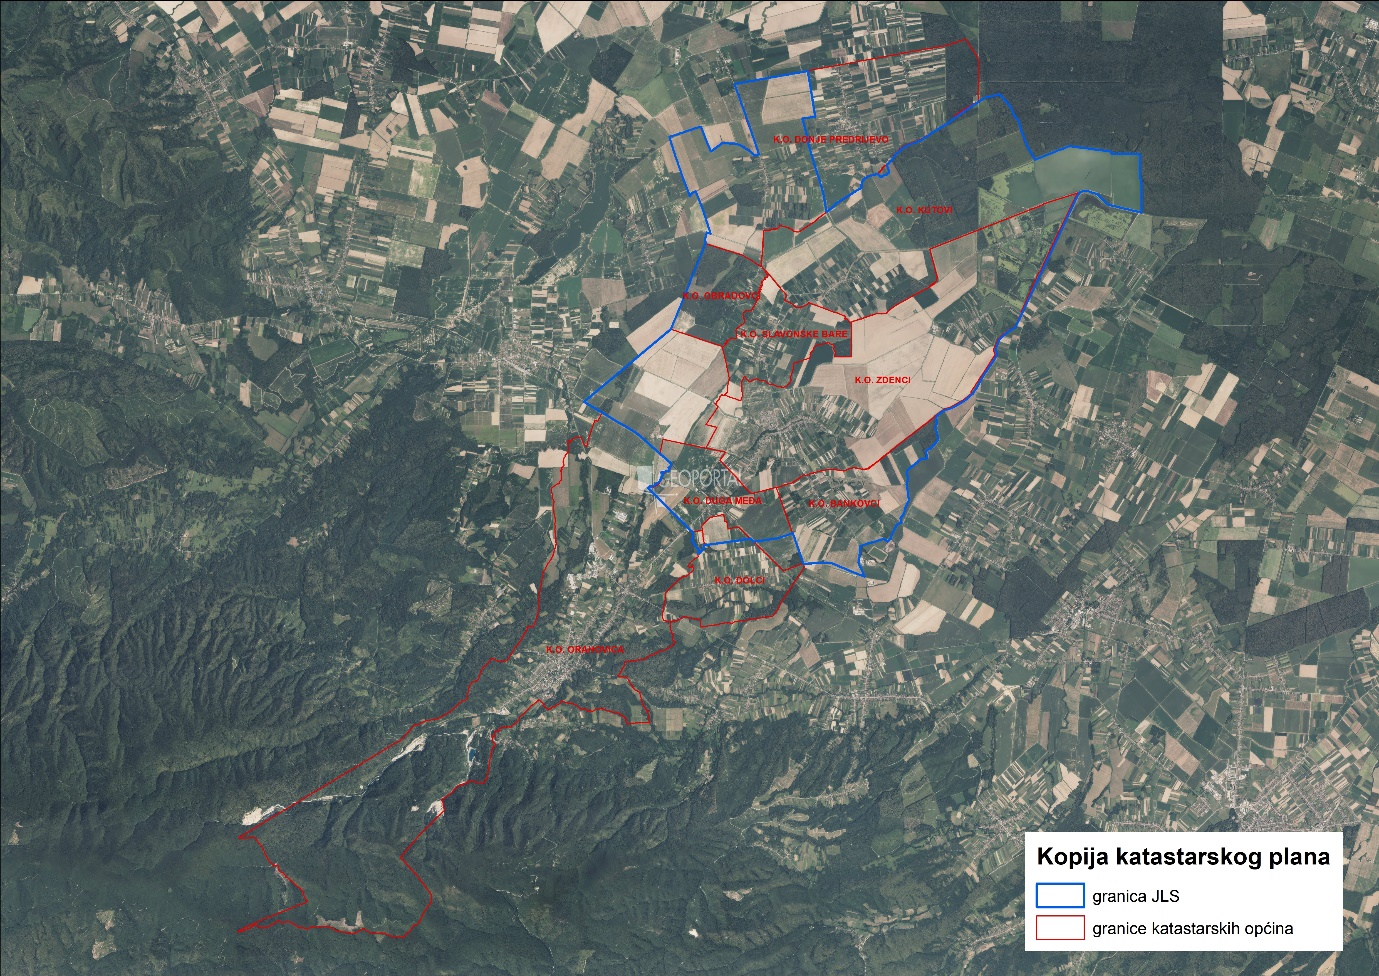 K.O. DONJE PREDRIJEVO
K.O. KUTOVI
K.O. OBRADOVCI
K.O. SLAVONSKE BARE
K.O. ZDENCI
GEOPORTA
K.O. DUGA MEĐA
K.O. BANKOVCI
K.O. DOLCI
K.O. ORAHOVICA
Kopija katastarskog plana
granica JLS
granice katastarskih općina